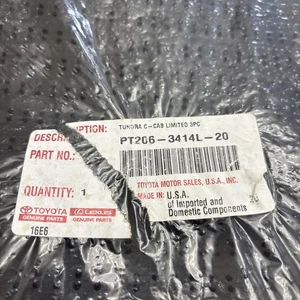 DESCRIPTION: TUNDRA C-CAB LIMITED 3PC
PART NO.: PT206-3414L-20
QUANTITY: 1
TOYOTA MOTOR SALES, U.S.A., INC.
MADE IN: U.S.A.
of Imported and
Domestic Components
TOYOTA LEXUS
GENUINE PARTS GENUINE PARTS
16E6